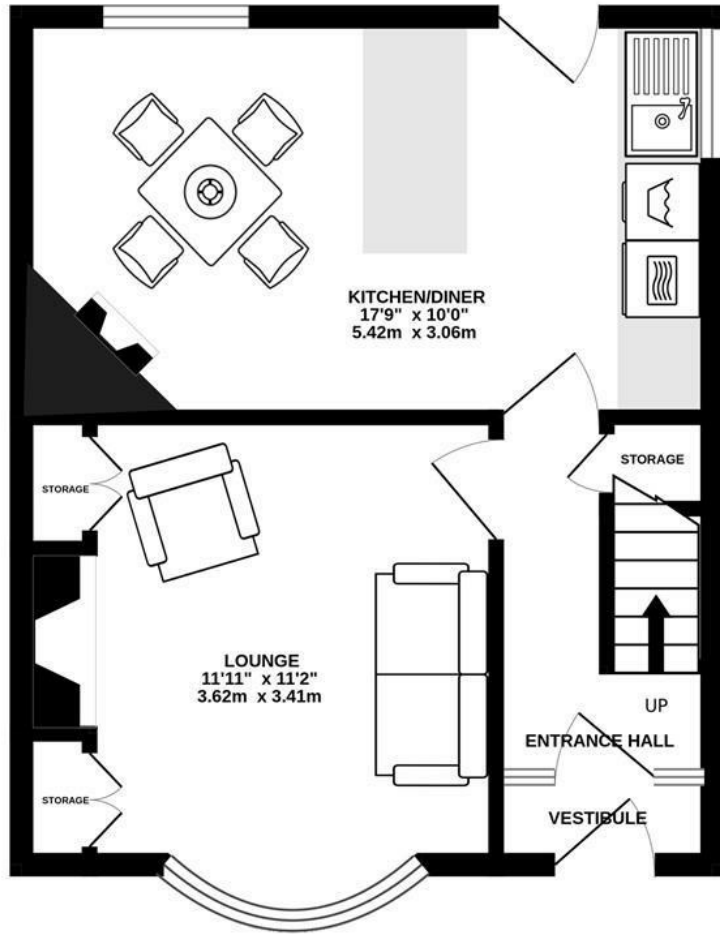 KITCHEN/DINER
17'9" x 10'0"
5.42m x 3.06m
STORAGE
STORAGE
LOUNGE
11'11" x 11'2"
3.62m x 3.41m
UP
ENTRANCE HALL
STORAGE
VESTIBULE